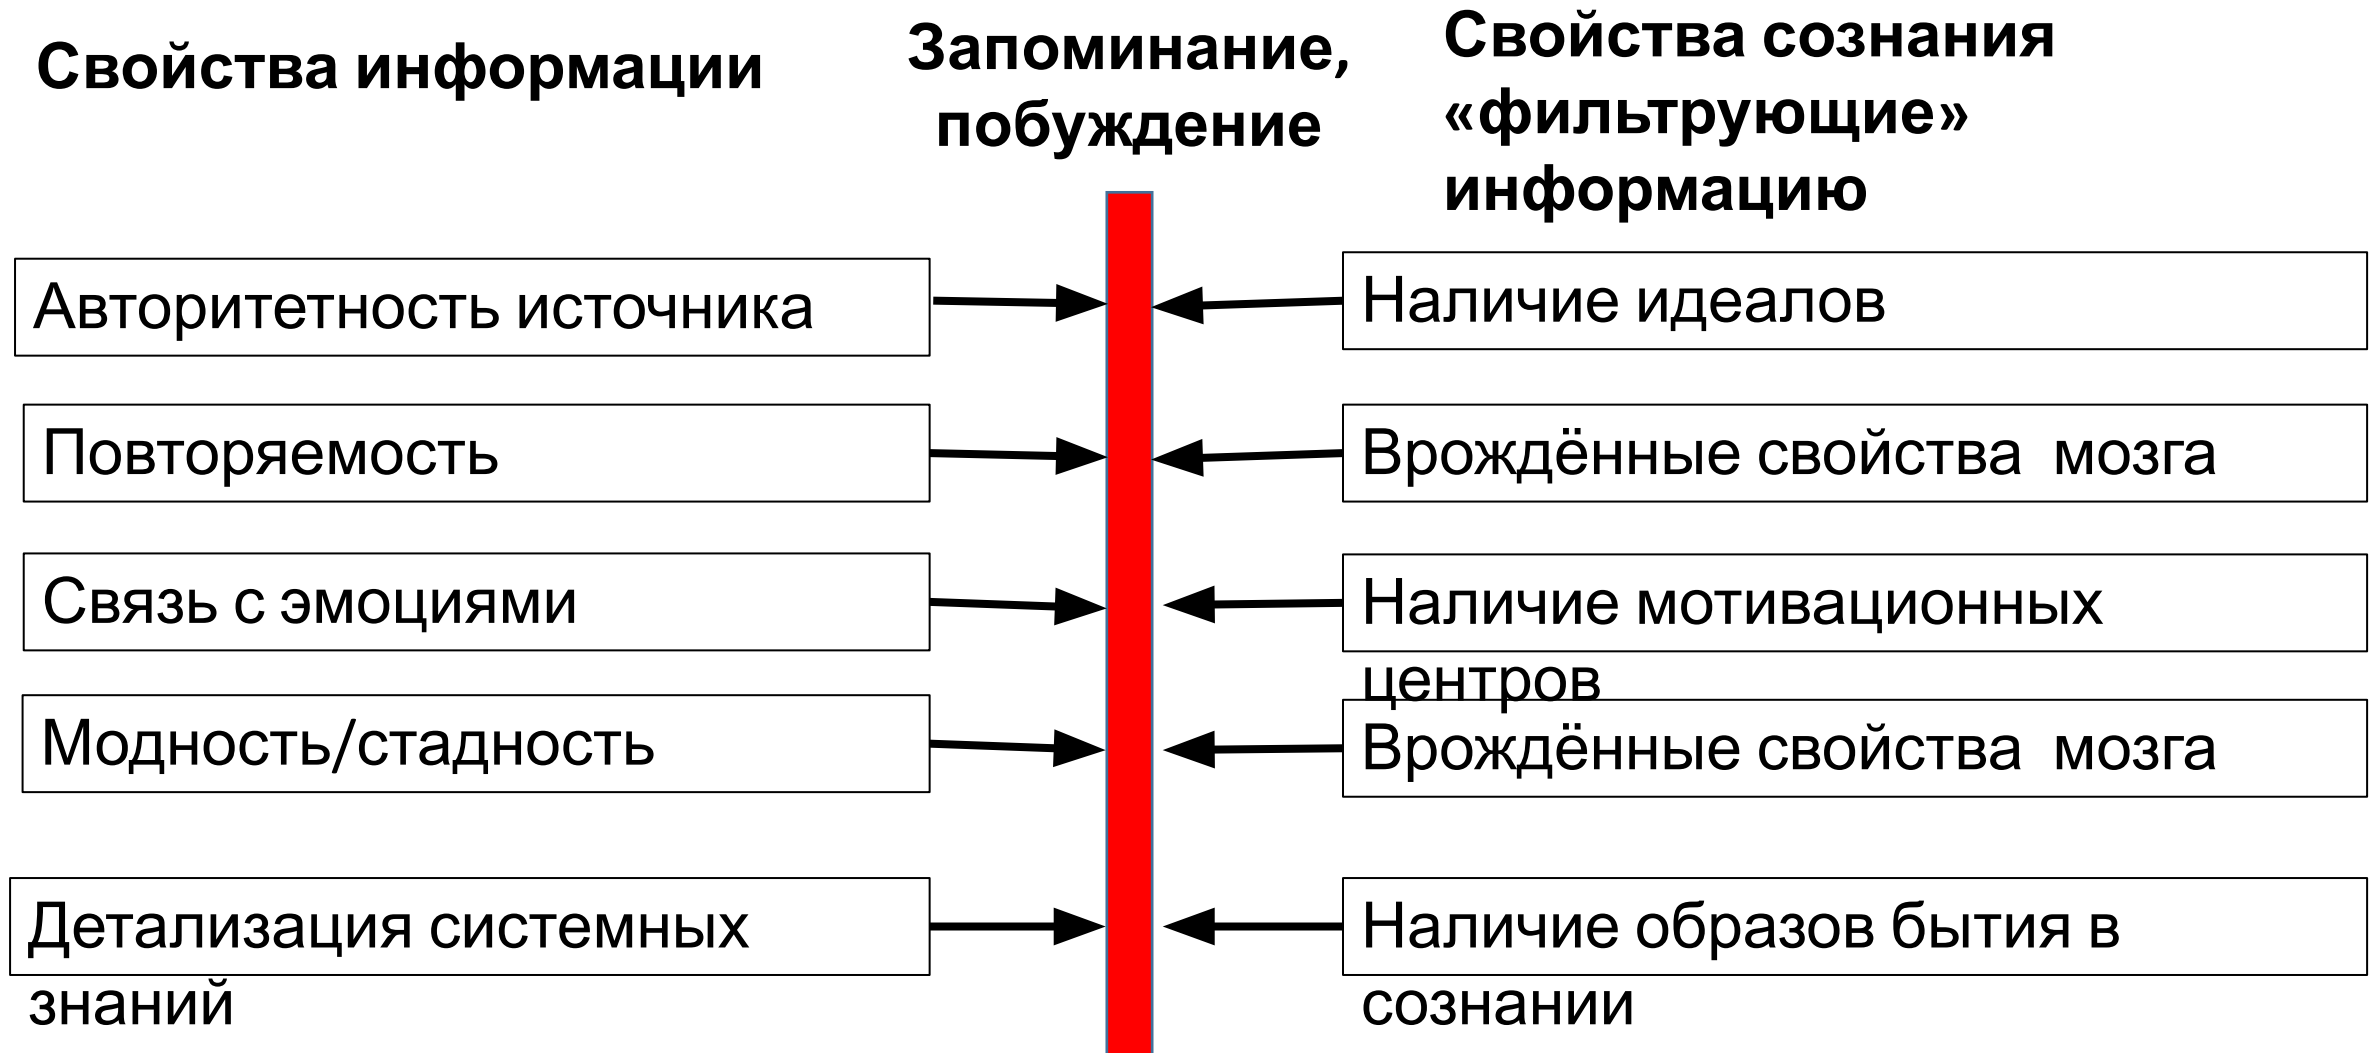 Свойства информации
Запоминание,
побуждение
Свойства сознания
«фильтрующие»
информацию
Авторитетность источника
Наличие идеалов
Повторяемость
Врождённые свойства  мозга
Связь с эмоциями
Наличие мотивационных
центров
Модность/стадность
Врождённые свойства  мозга
Детализация системных
знаний
Наличие образов бытия в
сознании